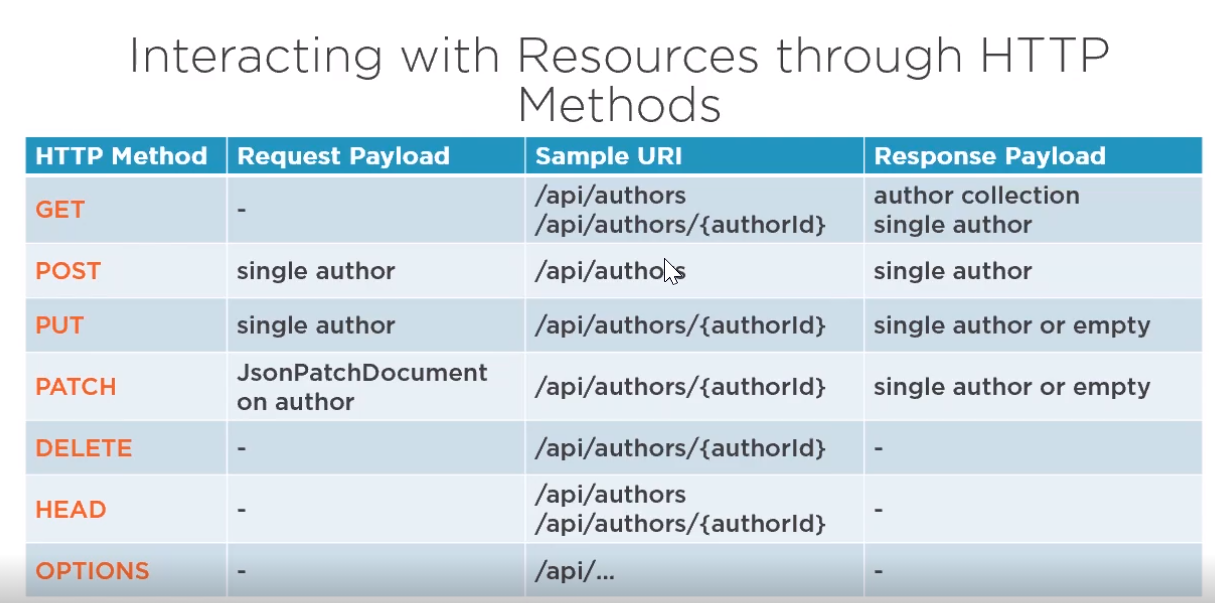 Interacting with Resources through HTTP
Methods
HTTP Method Request Payload Sample URI Response Payload
GET - /api/authors author collection
/api/authors/{authorId} single author
POST single author /api/authors single author
PUT single author /api/authors/{authorId} single author or empty
PATCH JsonPatchDocument /api/authors/{authorId} single author or empty
on author
DELETE - /api/authors/{authorId} -
HEAD - /api/authors -
/api/authors/{authorId}
OPTIONS - /api/... -